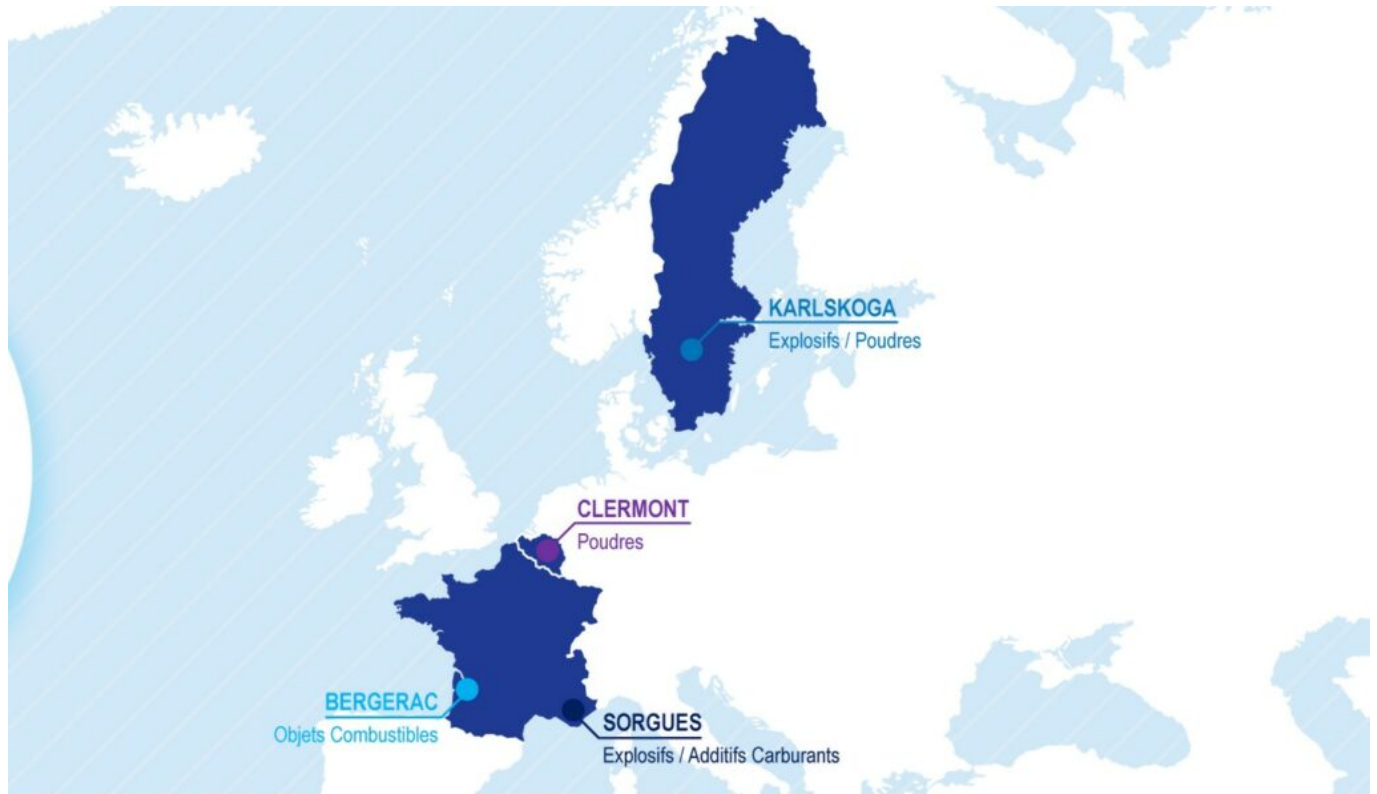 KARLSKOGA
Explosifs / Poudres
CLERMONT
Poudres
BERGERAC
Objets Combustibles
SORGUES
Explosifs / Additifs Carburants